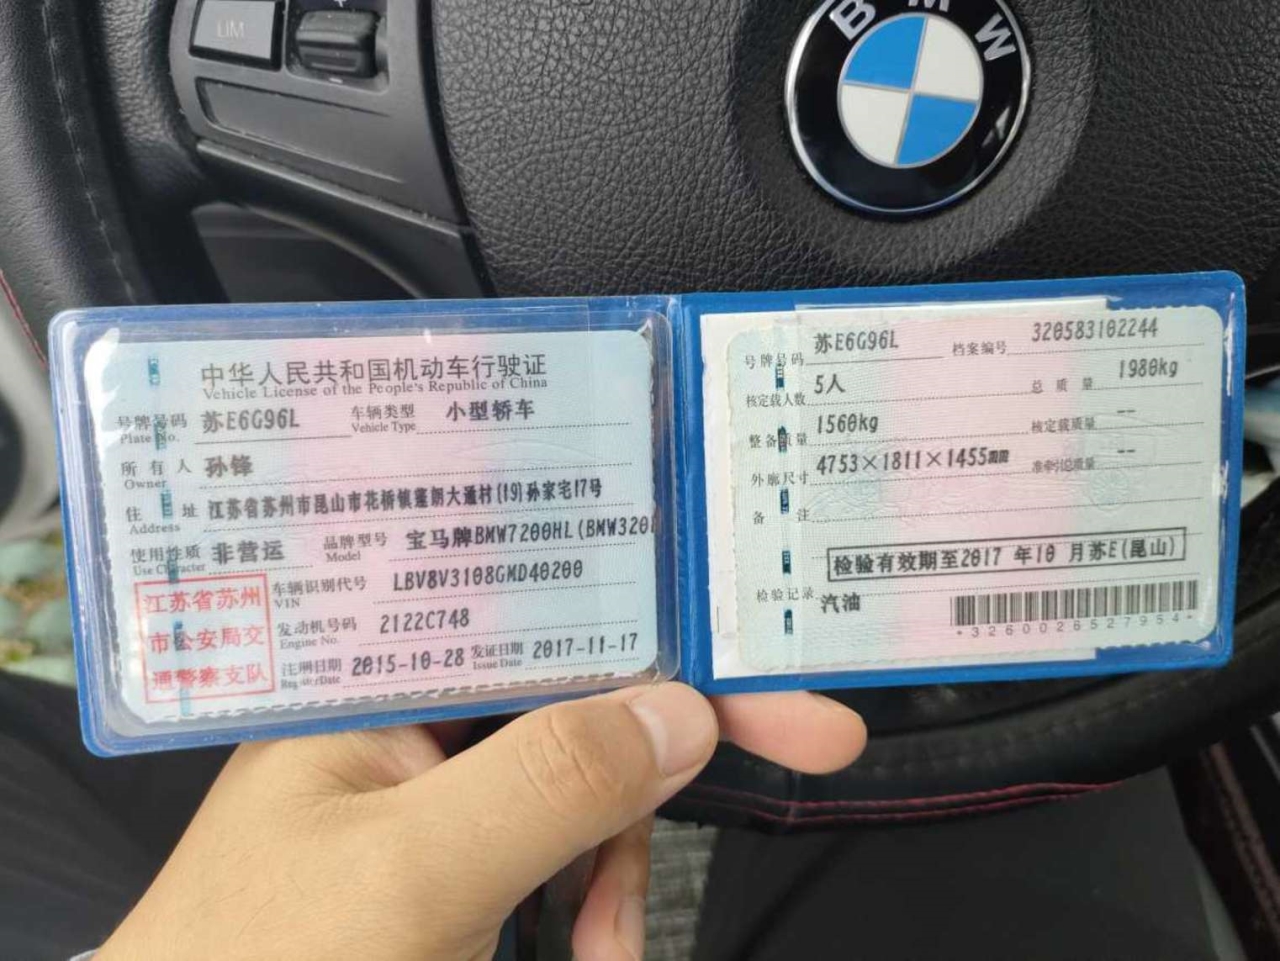 LIM
BMW
中华人民共和国机动车行驶证
Vehicle License of the People's Republic of China
号牌号码 苏E6G96L 车辆类型 小型轿车
Plate No. Vehicle Type
所有人 孙锋
Owner
住址 江苏省苏州市昆山市花桥镇蓬朗大通村(19)孙家宅17号
Address
使用性质 非营运 品牌型号 宝马牌BMW7200HL(BMW320
Use Character Model
江苏省苏州
市公安局交
通警察支队
车辆识别代号 LBV8V3108GMD40200
VIN
发动机号码 2122C748
Engine No.
注册日期 2015-10-28 发证日期 2017-11-17
Register Date Issue Date
号牌号码 苏E6G96L 档案编号 320583102244
核定载人数 5人 总质量 1980kg
整备质量 1560kg 核定载质量 --
外廓尺寸 4753×1811×1455mm 准牵引总质量 --
备注
检验有效期至2017 年10 月苏E(昆山)
检验记录
汽油
*3260026527954*